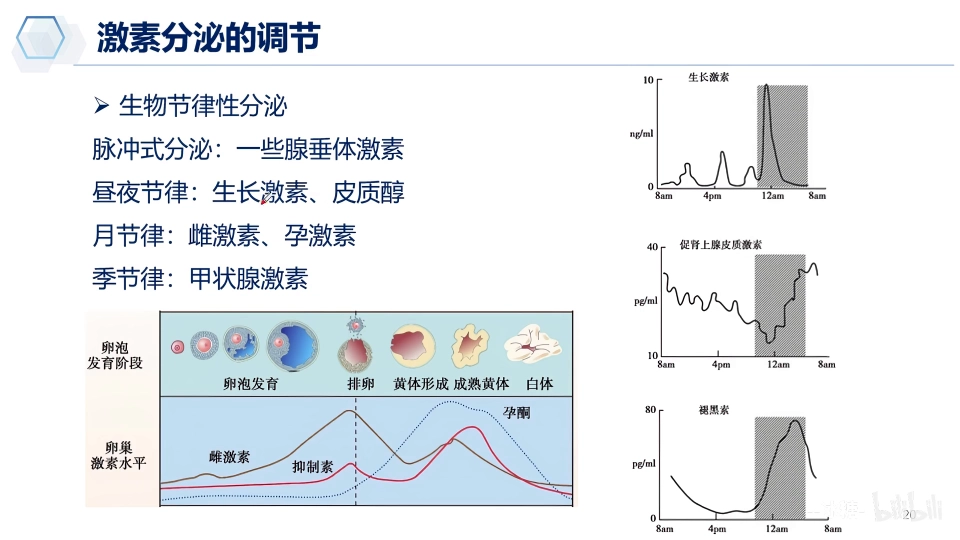 激素分泌的调节
➢ 生物节律性分泌
脉冲式分泌：一些腺垂体激素
昼夜节律：生长激素、皮质醇
月节律：雌激素、孕激素
季节律：甲状腺激素
卵泡
发育阶段
卵泡发育 排卵 黄体形成 成熟黄体 白体
卵巢
激素水平
雌激素 抑制素 孕酮
生长激素
10
ng/ml
0
8am 4pm 12am 8am
促肾上腺皮质激素
40
pg/ml
10
8am 4pm 12am 8am
褪黑素
80
pg/ml
0
8am 4pm 12am 8am
bilibili
20